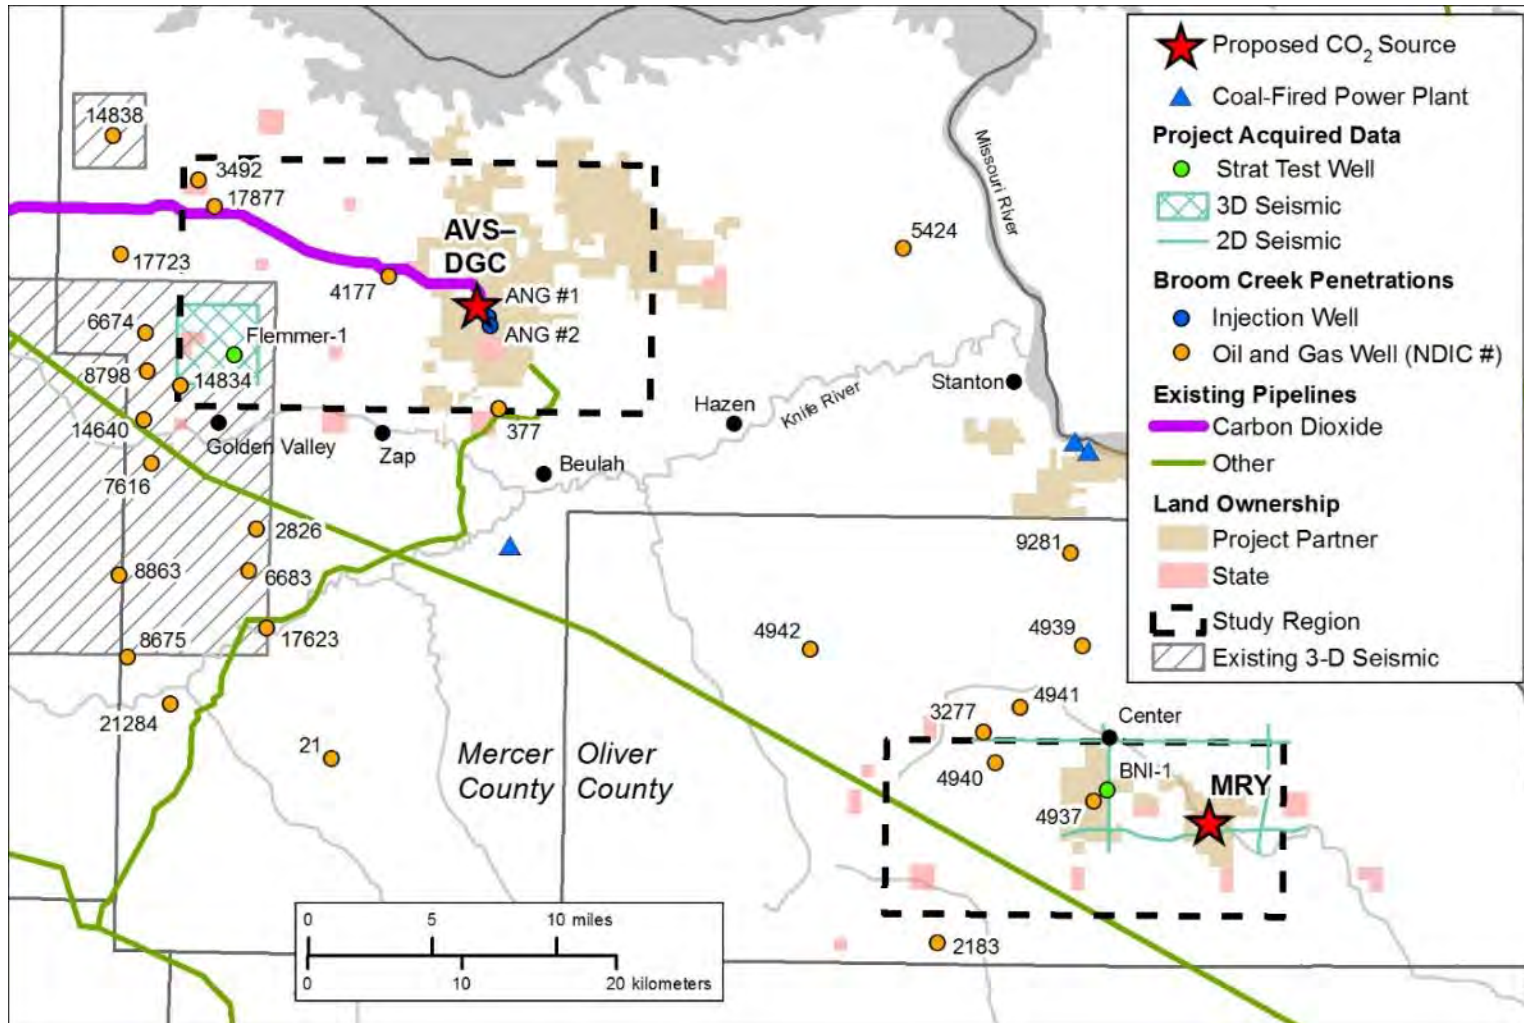 14838
3492
17877
17723
AVS–
DGC
4177
ANG #1
ANG #2
6674
Flemmer-1
8798
14834
14640
Golden Valley
Zap
377
7616
Beulah
Hazen
Knife River
Stanton
Missouri River
5424
2826
8863
6683
8675
17623
21284
21
Mercer
County
Oliver
County
9281
4942
4939
4941
3277
Center
4940
BNI-1
4937
MRY
2183
0 5 10 miles
0 10 20 kilometers
Proposed CO2 Source
Coal-Fired Power Plant
Project Acquired Data
Strat Test Well
3D Seismic
2D Seismic
Broom Creek Penetrations
Injection Well
Oil and Gas Well (NDIC #)
Existing Pipelines
Carbon Dioxide
Other
Land Ownership
Project Partner
State
Study Region
Existing 3-D Seismic